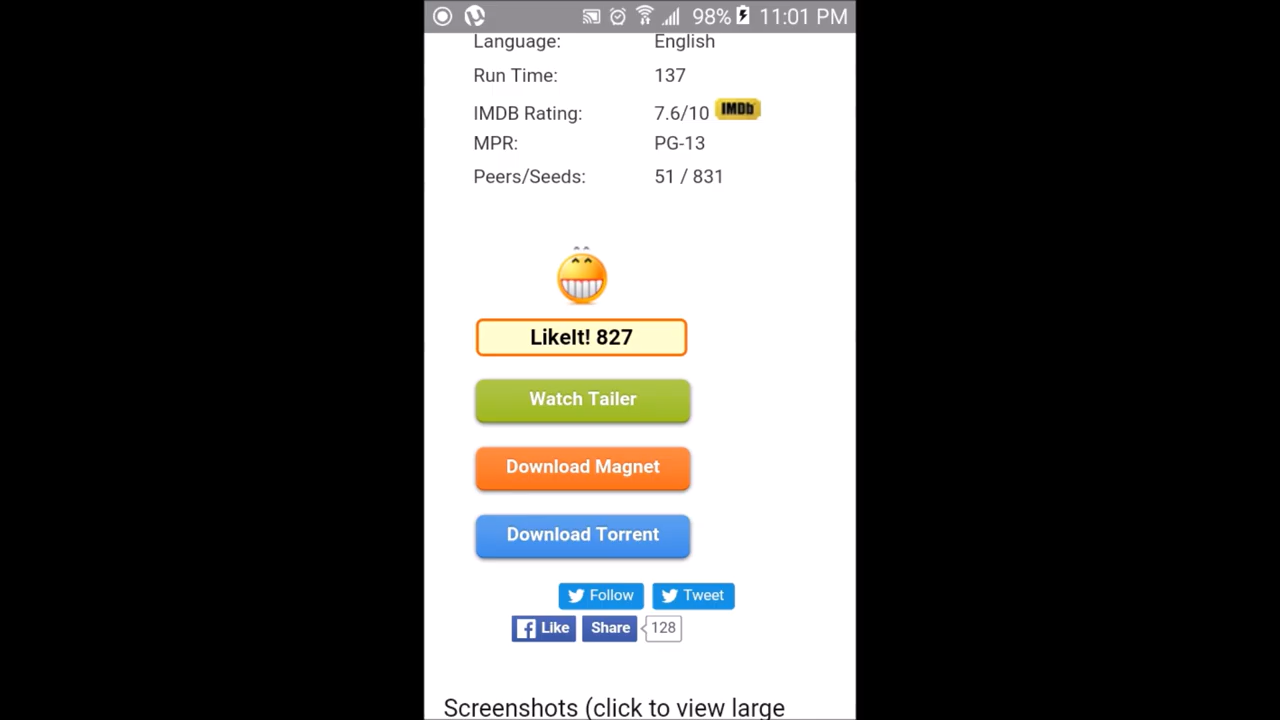 98% 11:01 PM
Language: English
Run Time: 137
IMDB Rating: 7.6/10 IMDb
MPR: PG-13
Peers/Seeds: 51 / 831
LikeIt! 827
Watch Tailer
Download Magnet
Download Torrent
Follow Tweet
Like Share 128
Screenshots (click to view large